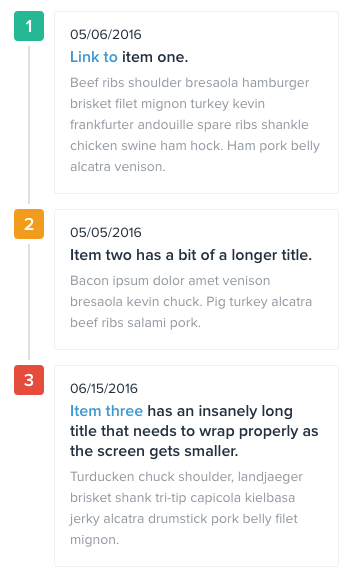 1
05/06/2016
Link to item one.
Beef ribs shoulder bresaola hamburger
brisket filet mignon turkey kevin
frankfurter andouille spare ribs shankle
chicken swine ham hock. Ham pork belly
alcatra venison.
2
05/05/2016
Item two has a bit of a longer title.
Bacon ipsum dolor amet venison
bresaola kevin chuck. Pig turkey alcatra
beef ribs salami pork.
3
06/15/2016
Item three has an insanely long
title that needs to wrap properly as
the screen gets smaller.
Turducken chuck shoulder, landjaeger
brisket shank tri-tip capicola kielbasa
jerky alcatra drumstick pork belly filet
mignon.